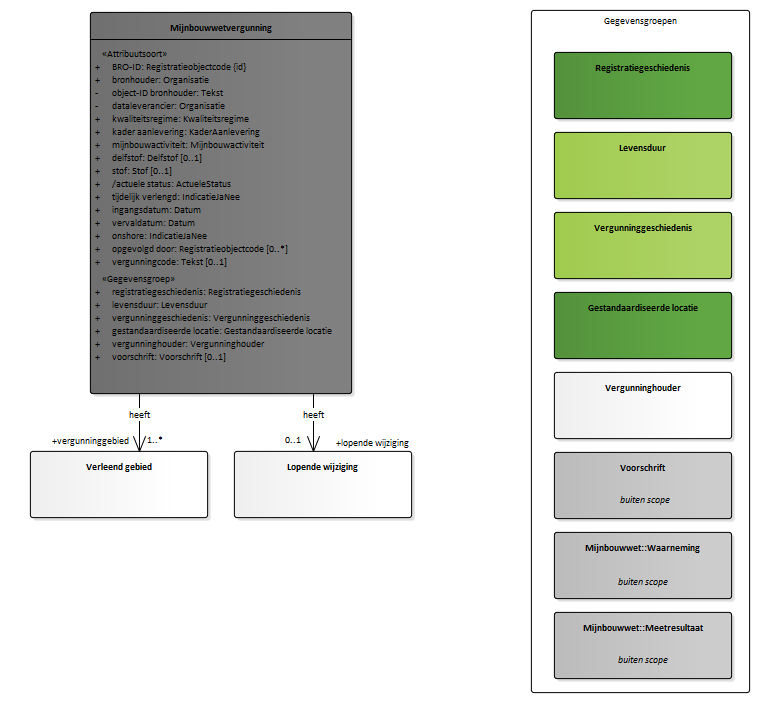 Mijnbouwwetvergunning
«Attribuutsoort»
+ BRO-ID: Registratieobjectcode {id}
+ bronhouder: Organisatie
- object-ID bronhouder: Tekst
- dataleverancier: Organisatie
+ kwaliteitsregime: Kwaliteitsregime
+ kader aanlevering: KaderAanlevering
+ mijnbouwactiviteit: Mijnbouwactiviteit
+ delfstof: Delfstof [0..1]
+ stof: Stof [0..1]
+ /actuele status: ActueleStatus
+ tijdelijk verlengd: IndicatieJaNee
+ ingangsdatum: Datum
+ vervaldatum: Datum
+ onshore: IndicatieJaNee
+ opgevolgd door: Registratieobjectcode [0..*]
+ vergunningcode: Tekst [0..1]
«Gegevensgroep»
+ registratiegeschiedenis: Registratiegeschiedenis
+ levensduur: Levensduur
+ vergunninggeschiedenis: Vergunninggeschiedenis
+ gestandaardiseerde locatie: Gestandaardiseerde locatie
+ vergunninghouder: Vergunninghouder
+ voorschrift: Voorschrift [0..1]
heeft
heeft
+vergunninggebied 1..*
0..1 +lopende wijziging
Verleend gebied
Lopende wijziging
Gegevensgroepen
Registratiegeschiedenis
Levensduur
Vergunninggeschiedenis
Gestandaardiseerde locatie
Vergunninghouder
Voorschrift
buiten scope
Mijnbouwwet::Waarneming
buiten scope
Mijnbouwwet::Meetresultaat
buiten scope